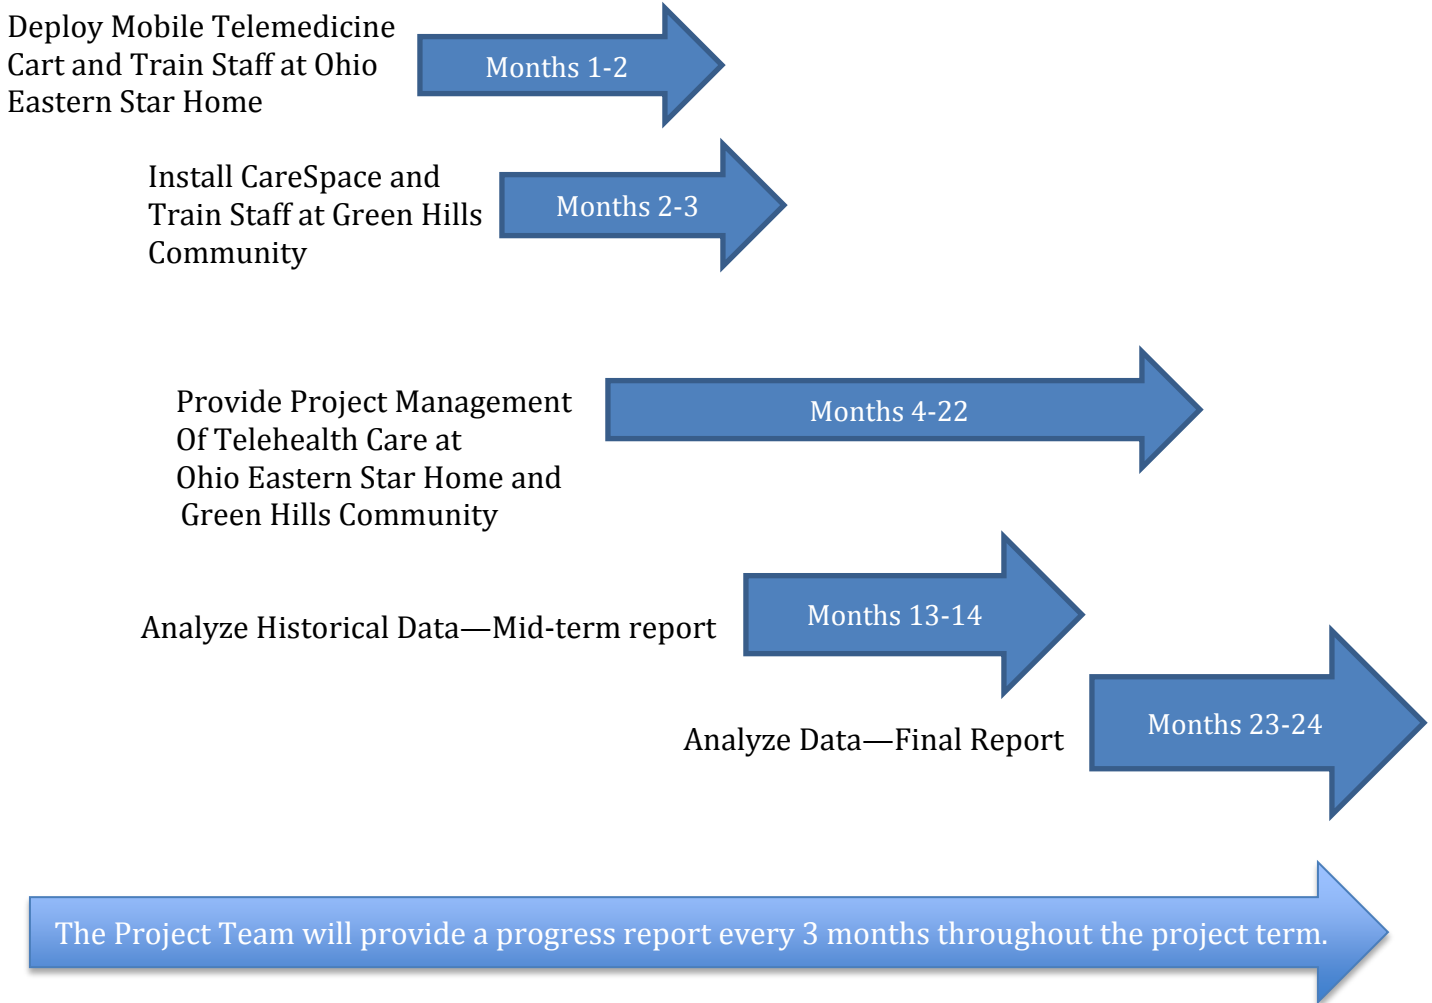 Deploy Mobile Telemedicine
Cart and Train Staff at Ohio
Eastern Star Home
Months 1-2
Install CareSpace and
Train Staff at Green Hills
Community
Months 2-3
Provide Project Management
Of Telehealth Care at
Ohio Eastern Star Home and
Green Hills Community
Months 4-22
Analyze Historical Data—Mid-term report
Months 13-14
Analyze Data—Final Report
Months 23-24
The Project Team will provide a progress report every 3 months throughout the project term.